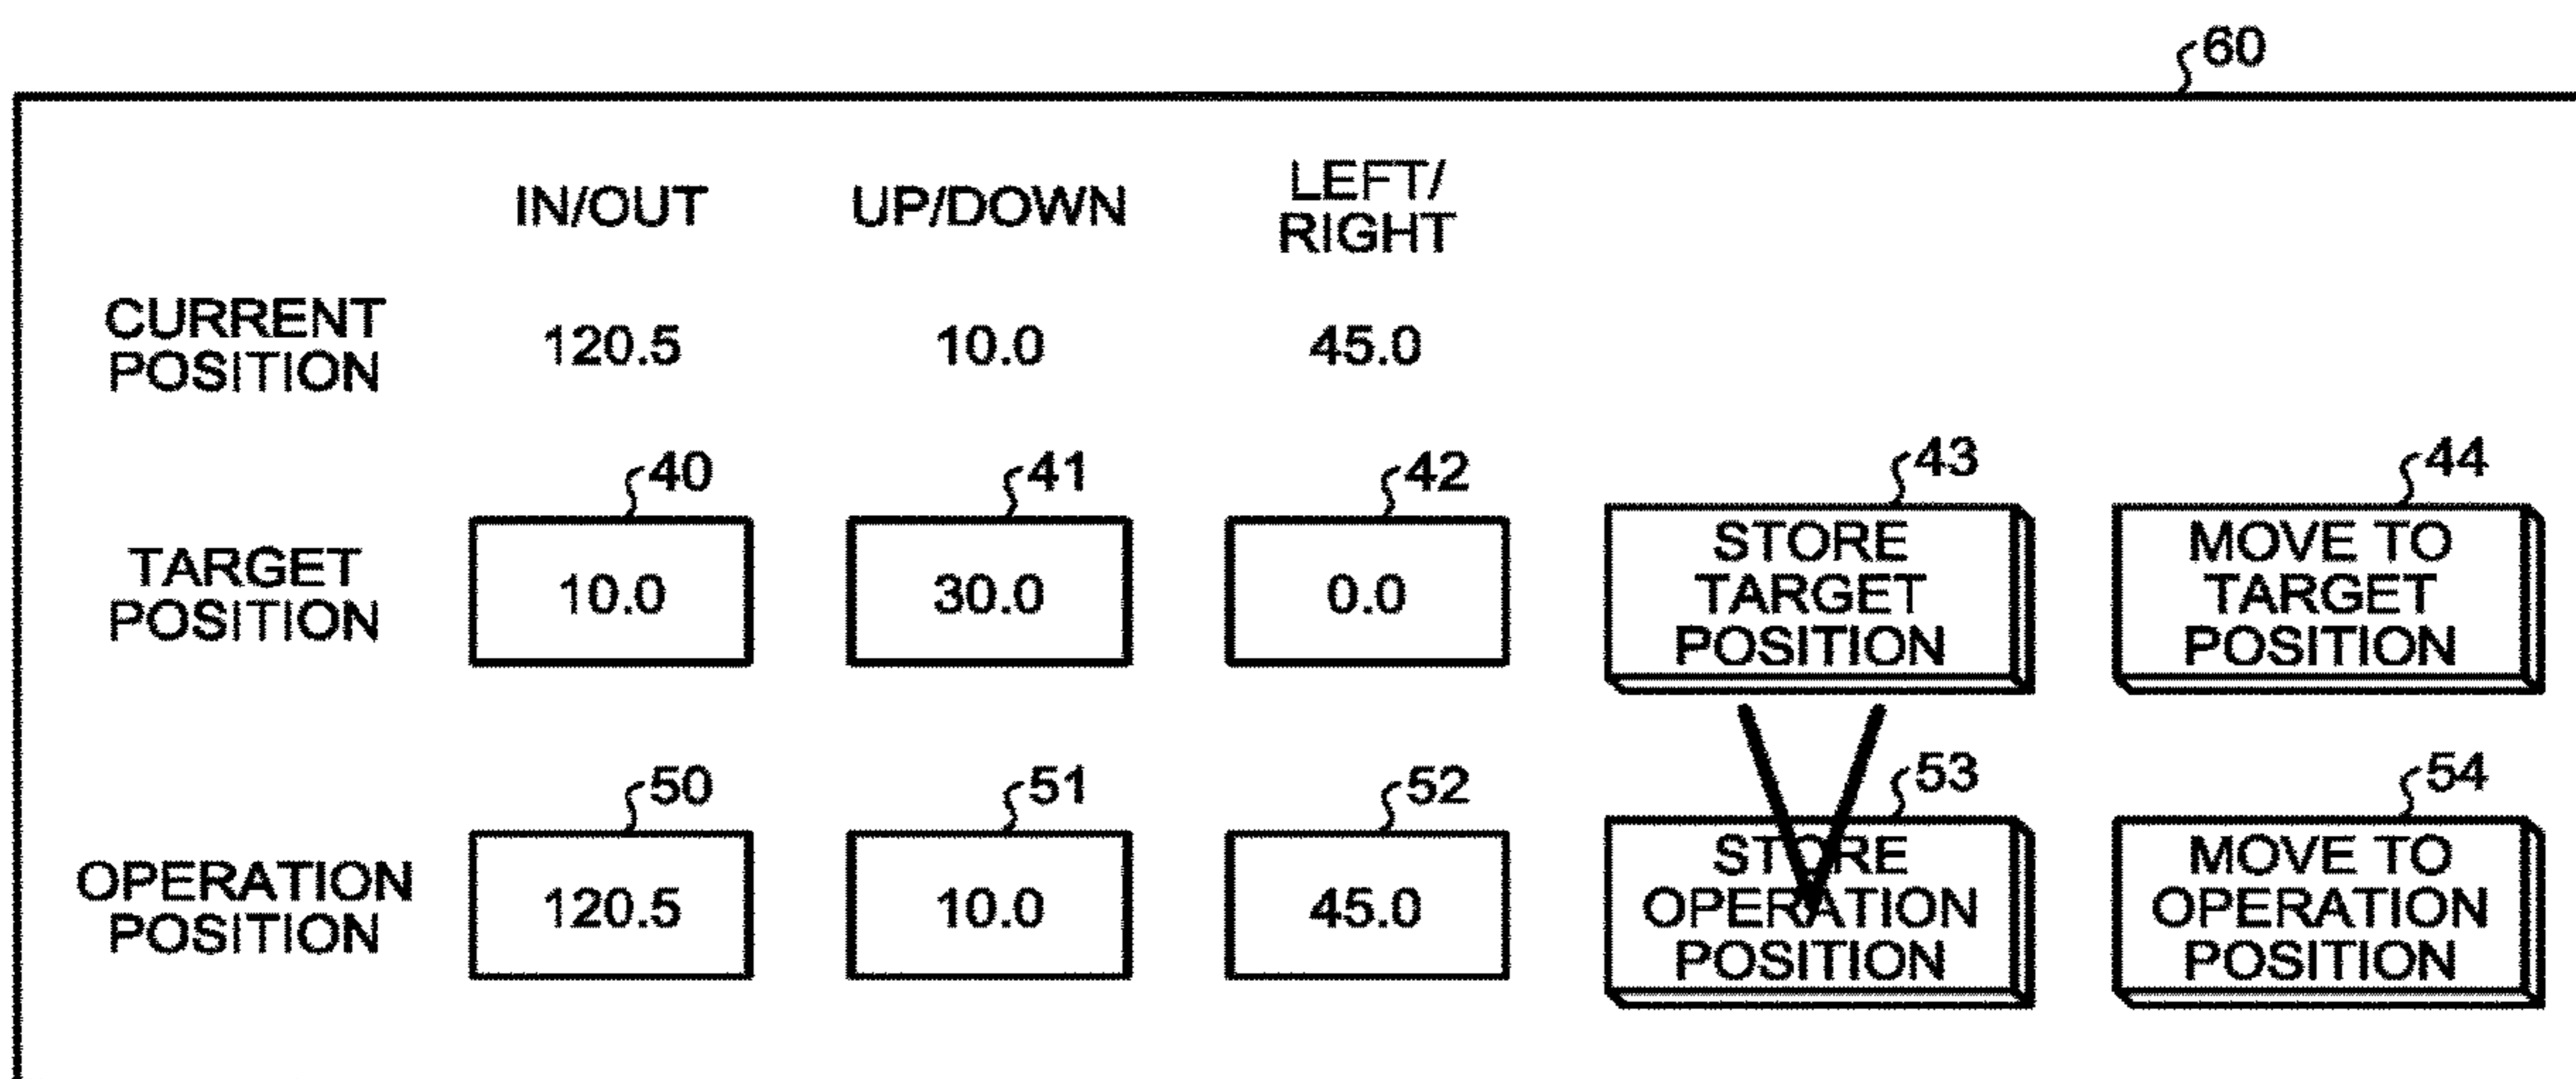 60
IN/OUT UP/DOWN LEFT/
RIGHT
CURRENT
POSITION 120.5 10.0 45.0
40 41 42 43 44
TARGET
POSITION 10.0 30.0 0.0
STORE
TARGET
POSITION
MOVE TO
TARGET
POSITION
50 51 52 53 54
OPERATION
POSITION 120.5 10.0 45.0
STORE
OPERATION
POSITION
MOVE TO
OPERATION
POSITION